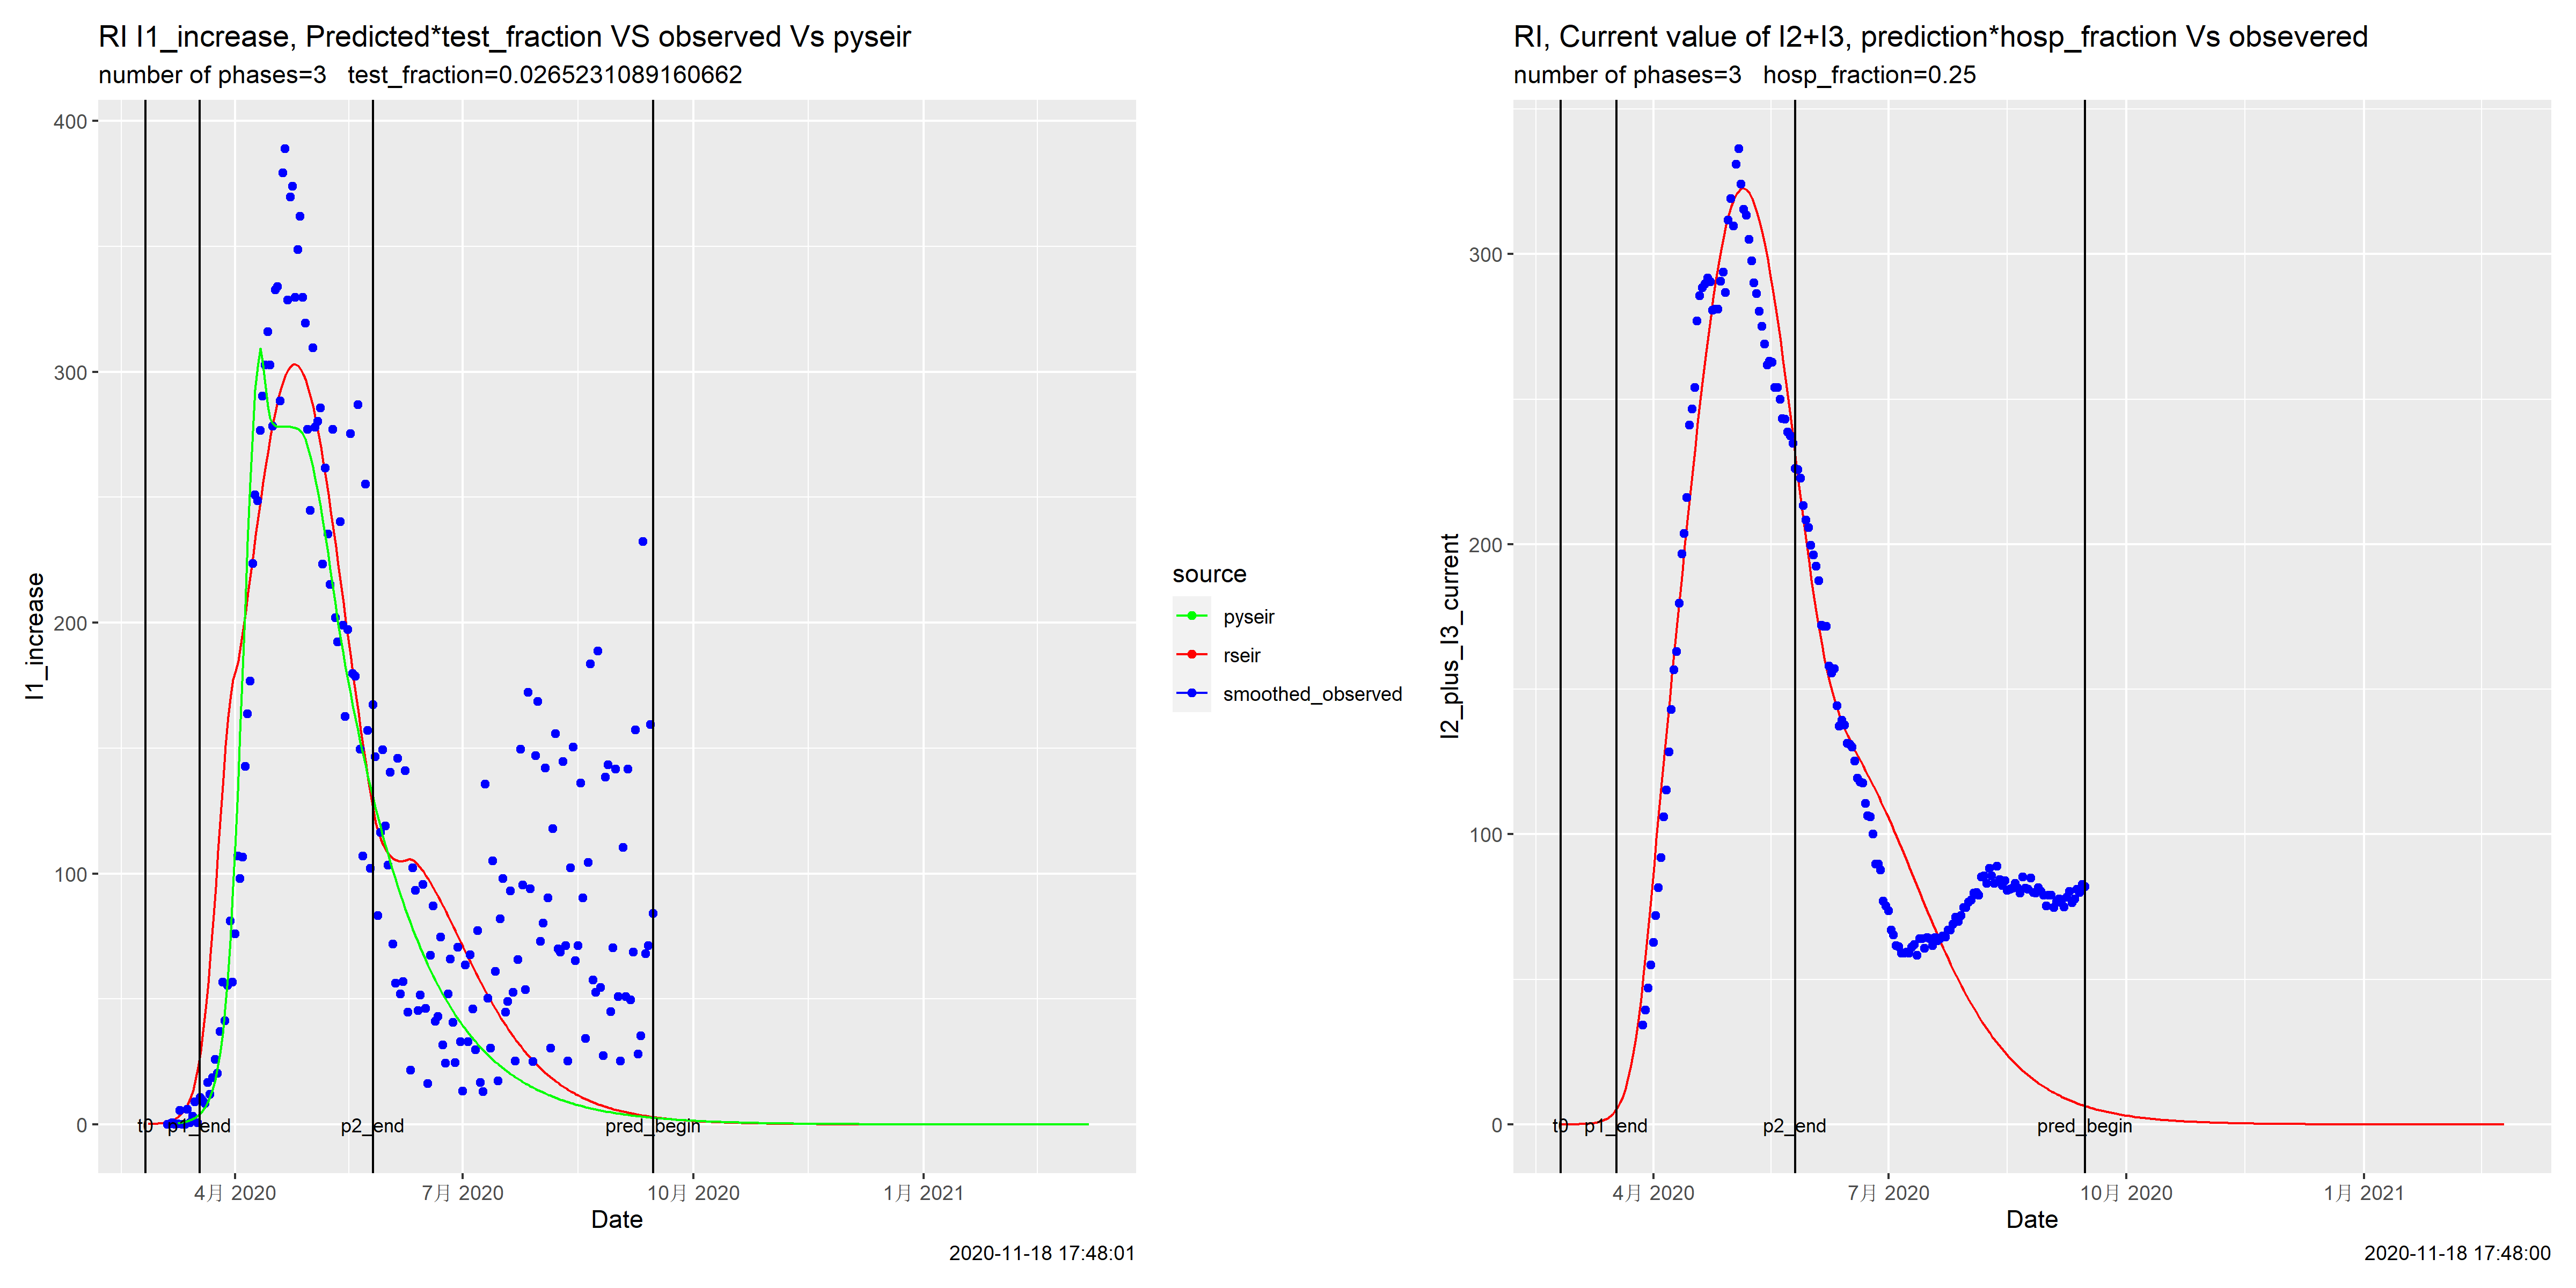 RI I1_increase, Predicted*test_fraction VS observed Vs pyseir
number of phases=3   test_fraction=0.0265231089160662
400
300
200
100
0
I1_increase
t0
p1_end
p2_end
pred_begin
4月 2020
7月 2020
10月 2020
1月 2021
Date
2020-11-18 17:48:01
source
pyseir
rseir
smoothed_observed
RI, Current value of I2+I3, prediction*hosp_fraction Vs obsevered
number of phases=3   hosp_fraction=0.25
300
200
100
0
I2_plus_I3_current
t0
p1_end
p2_end
pred_begin
4月 2020
7月 2020
10月 2020
1月 2021
Date
2020-11-18 17:48:00